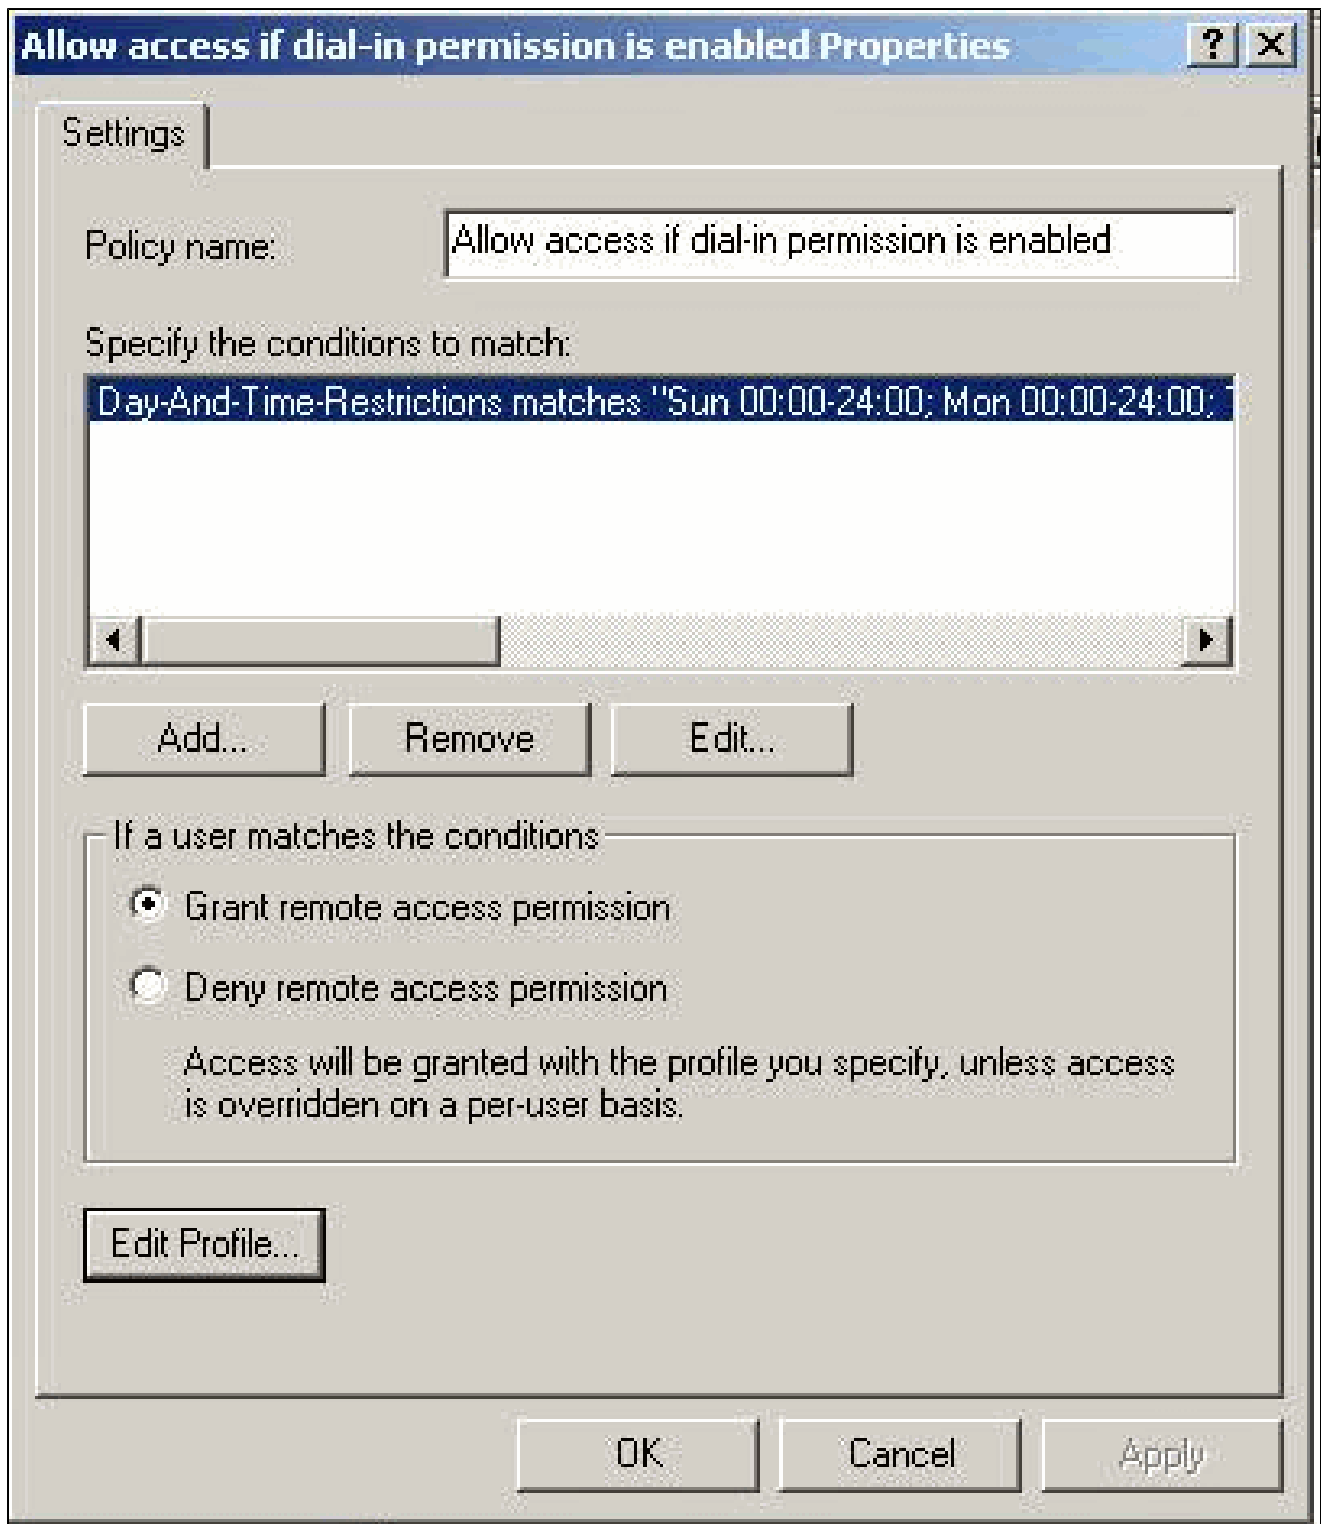 Allow access if dial-in permission is enabled Properties
Settings
Policy name:
Allow access if dial-in permission is enabled
Specify the conditions to match:
Day-And-Time-Restrictions matches "Sun 00:00-24:00; Mon 00:00-24:00;
Add...
Remove
Edit...
If a user matches the conditions
Grant remote access permission
Deny remote access permission
Access will be granted with the profile you specify, unless access
is overridden on a per-user basis.
Edit Profile...
OK
Cancel
Apply